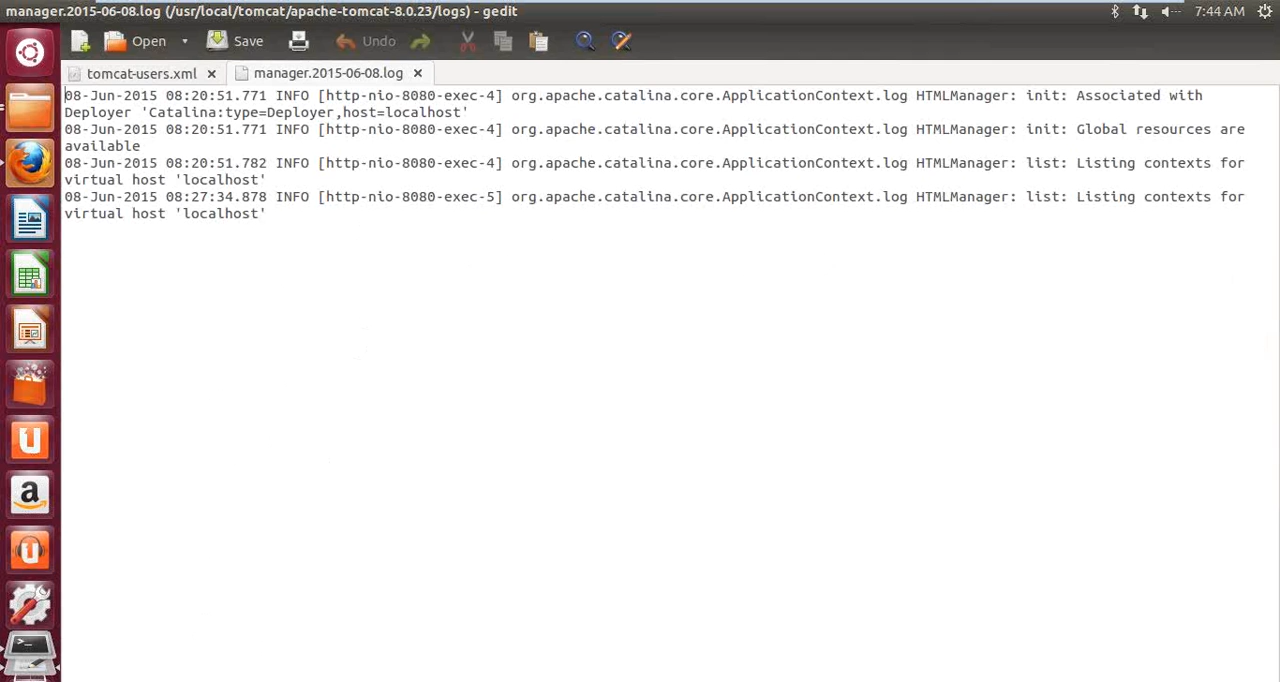 manager.2015-06-08.log (/usr/local/tomcat/apache-tomcat-8.0.23/logs) - gedit
7:44 AM
Open
Save
Undo
tomcat-users.xml
manager.2015-06-08.log
08-Jun-2015 08:20:51.771 INFO [http-nio-8080-exec-4] org.apache.catalina.core.ApplicationContext.log HTMLManager: init: Associated with
Deployer 'Catalina:type=Deployer,host=localhost'
08-Jun-2015 08:20:51.771 INFO [http-nio-8080-exec-4] org.apache.catalina.core.ApplicationContext.log HTMLManager: init: Global resources are
available
08-Jun-2015 08:20:51.782 INFO [http-nio-8080-exec-4] org.apache.catalina.core.ApplicationContext.log HTMLManager: list: Listing contexts for
virtual host 'localhost'
08-Jun-2015 08:27:34.878 INFO [http-nio-8080-exec-5] org.apache.catalina.core.ApplicationContext.log HTMLManager: list: Listing contexts for
virtual host 'localhost'